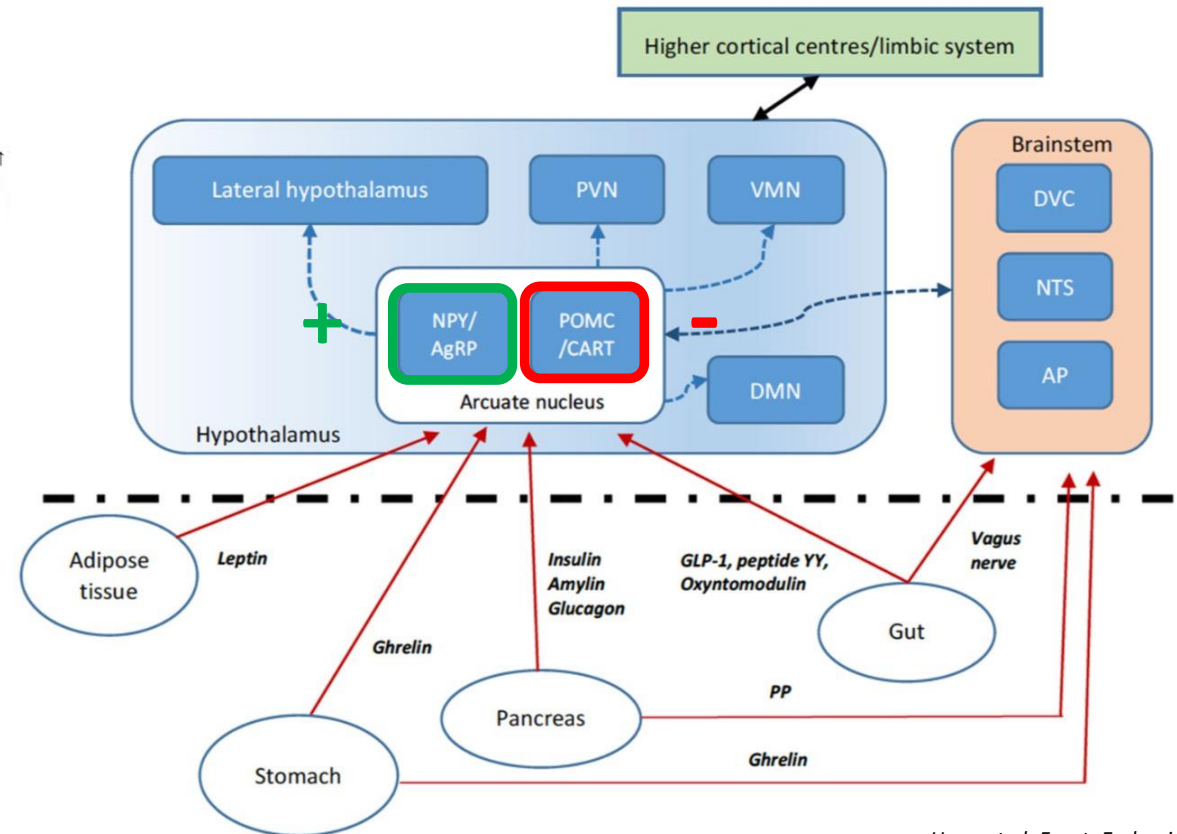 Higher cortical centres/limbic system
Brainstem
Lateral hypothalamus
PVN
VMN
DVC
NTS
AP
+
NPY/
AgRP
POMC
/CART
-
DMN
Arcuate nucleus
Hypothalamus
Adipose
tissue
Leptin
Insulin
Amylin
Glucagon
GLP-1, peptide YY,
Oxyntomodulin
Vagus
nerve
Gut
Ghrelin
PP
Pancreas
Ghrelin
Stomach